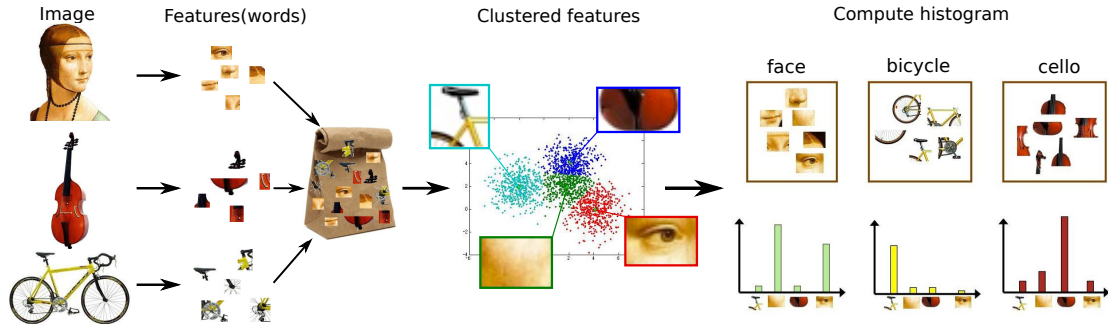 Image
Features(words)
Clustered features
Compute histogram
face
bicycle
cello